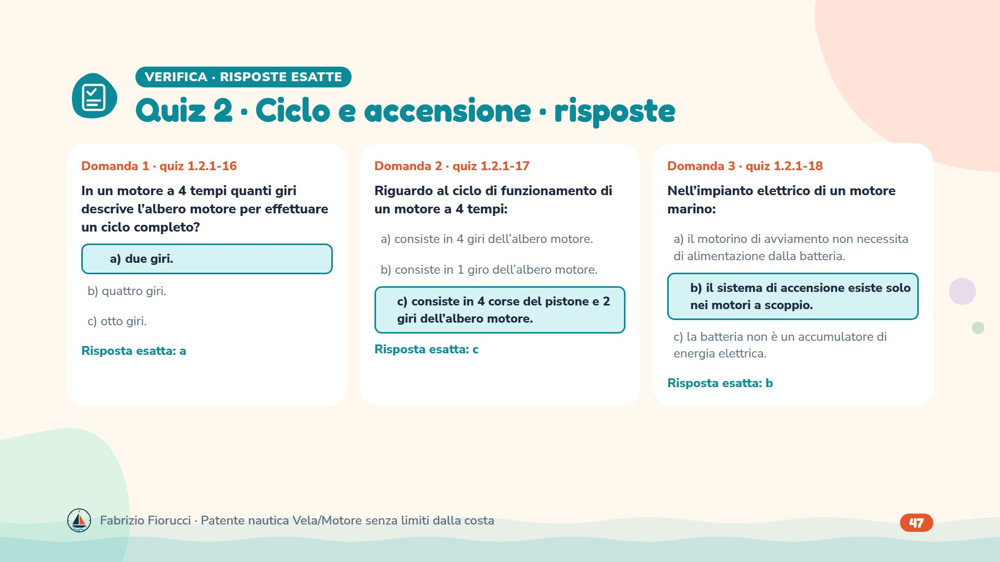 VERIFICA · RISPOSTE ESATTE
Quiz 2 · Ciclo e accensione · risposte
Domanda 1 · quiz 1.2.1-16
In un motore a 4 tempi quanti giri
descrive l’albero motore per effettuare
un ciclo completo?
a) due giri.
b) quattro giri.
c) otto giri.
Risposta esatta: a
Domanda 2 · quiz 1.2.1-17
Riguardo al ciclo di funzionamento di
un motore a 4 tempi:
a) consiste in 4 giri dell’albero motore.
b) consiste in 1 giro dell’albero motore.
c) consiste in 4 corse del pistone e 2
giri dell’albero motore.
Risposta esatta: c
Domanda 3 · quiz 1.2.1-18
Nell’impianto elettrico di un motore
marino:
a) il motorino di avviamento non necessita
di alimentazione dalla batteria.
b) il sistema di accensione esiste solo
nei motori a scoppio.
c) la batteria non è un accumulatore di
energia elettrica.
Risposta esatta: b
Fabrizio Fiorucci · Patente nautica Vela/Motore senza limiti dalla costa
47